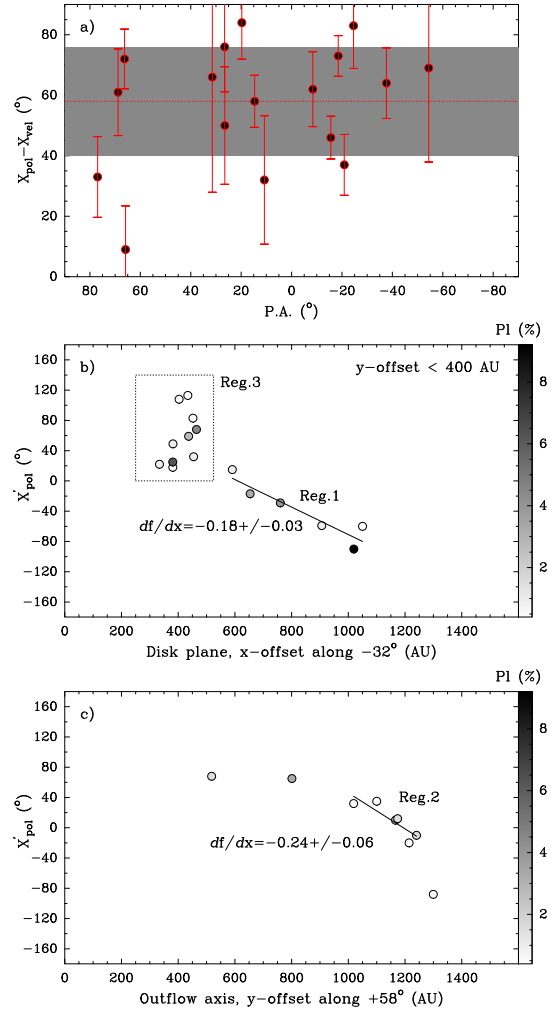 a)
80
60
40
20
0
X_pol−X_vel (°)
80 60 40 20 0 −20 −40 −60 −80
P.A. (°)
Pl (%)
b)
y-offset < 400 AU
Reg.3
Reg.1
df/dx=−0.18+/−0.03
160
120
80
40
0
−40
−80
−120
−160
X'_pol (°)
8
6
4
2
0 200 400 600 800 1000 1200 1400
Disk plane, x-offset along −32° (AU)
Pl (%)
c)
Reg.2
df/dx=−0.24+/−0.06
160
120
80
40
0
−40
−80
−120
−160
X'_pol (°)
8
6
4
2
0 200 400 600 800 1000 1200 1400
Outflow axis, y-offset along +58° (AU)